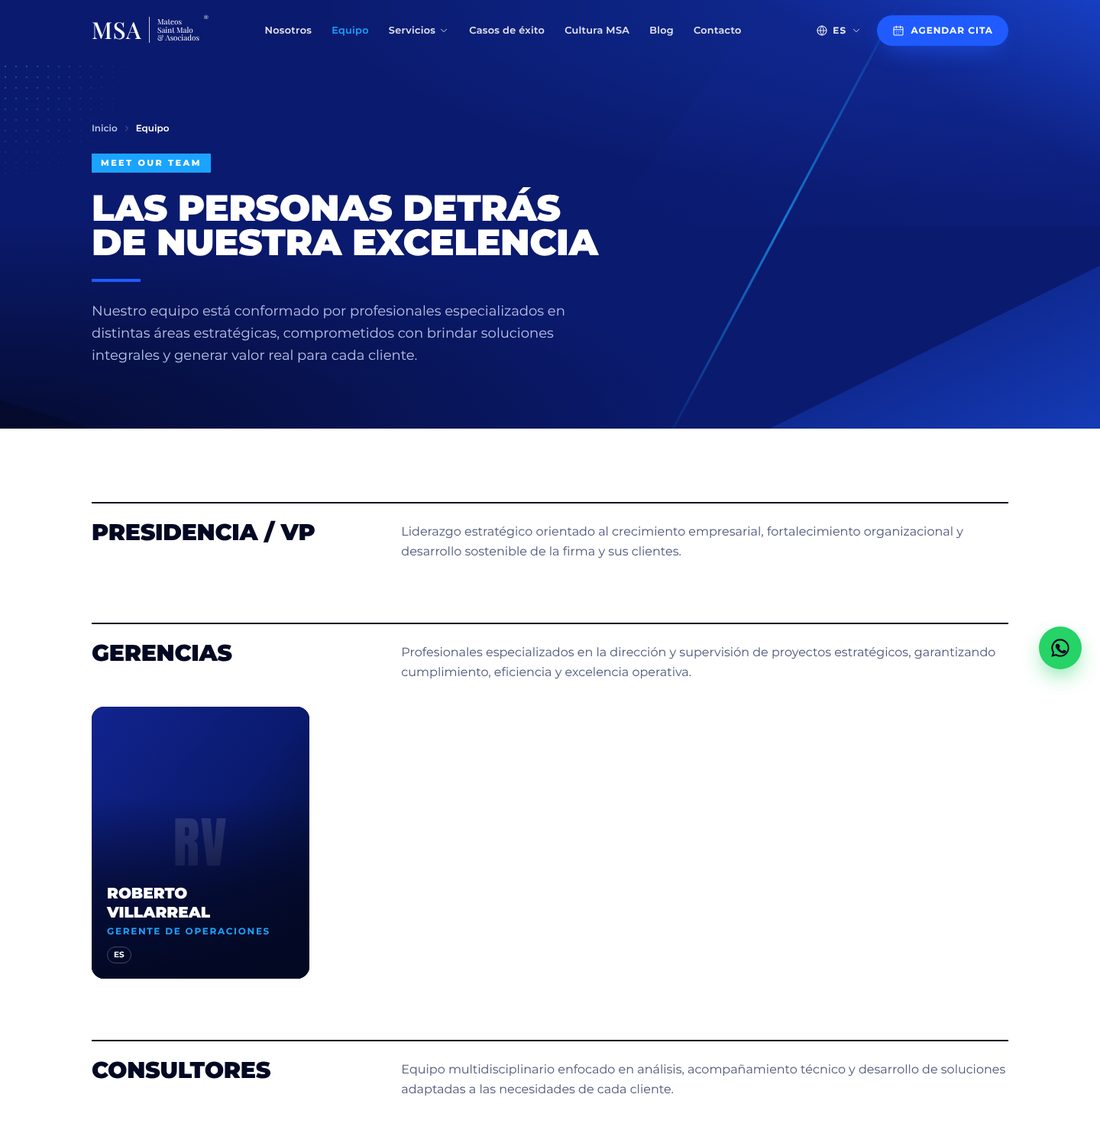 MSA
Mateos
Saint Malo
& Asociados
®
Nosotros
Equipo
Servicios
Casos de éxito
Cultura MSA
Blog
Contacto
ES
AGENDAR CITA
Inicio
Equipo
MEET OUR TEAM
LAS PERSONAS DETRÁS
DE NUESTRA EXCELENCIA
Nuestro equipo está conformado por profesionales especializados en
distintas áreas estratégicas, comprometidos con brindar soluciones
integrales y generar valor real para cada cliente.
PRESIDENCIA / VP
Liderazgo estratégico orientado al crecimiento empresarial, fortalecimiento organizacional y
desarrollo sostenible de la firma y sus clientes.
GERENCIAS
Profesionales especializados en la dirección y supervisión de proyectos estratégicos, garantizando
cumplimiento, eficiencia y excelencia operativa.
RV
ROBERTO
VILLARREAL
GERENTE DE OPERACIONES
ES
CONSULTORES
Equipo multidisciplinario enfocado en análisis, acompañamiento técnico y desarrollo de soluciones
adaptadas a las necesidades de cada cliente.